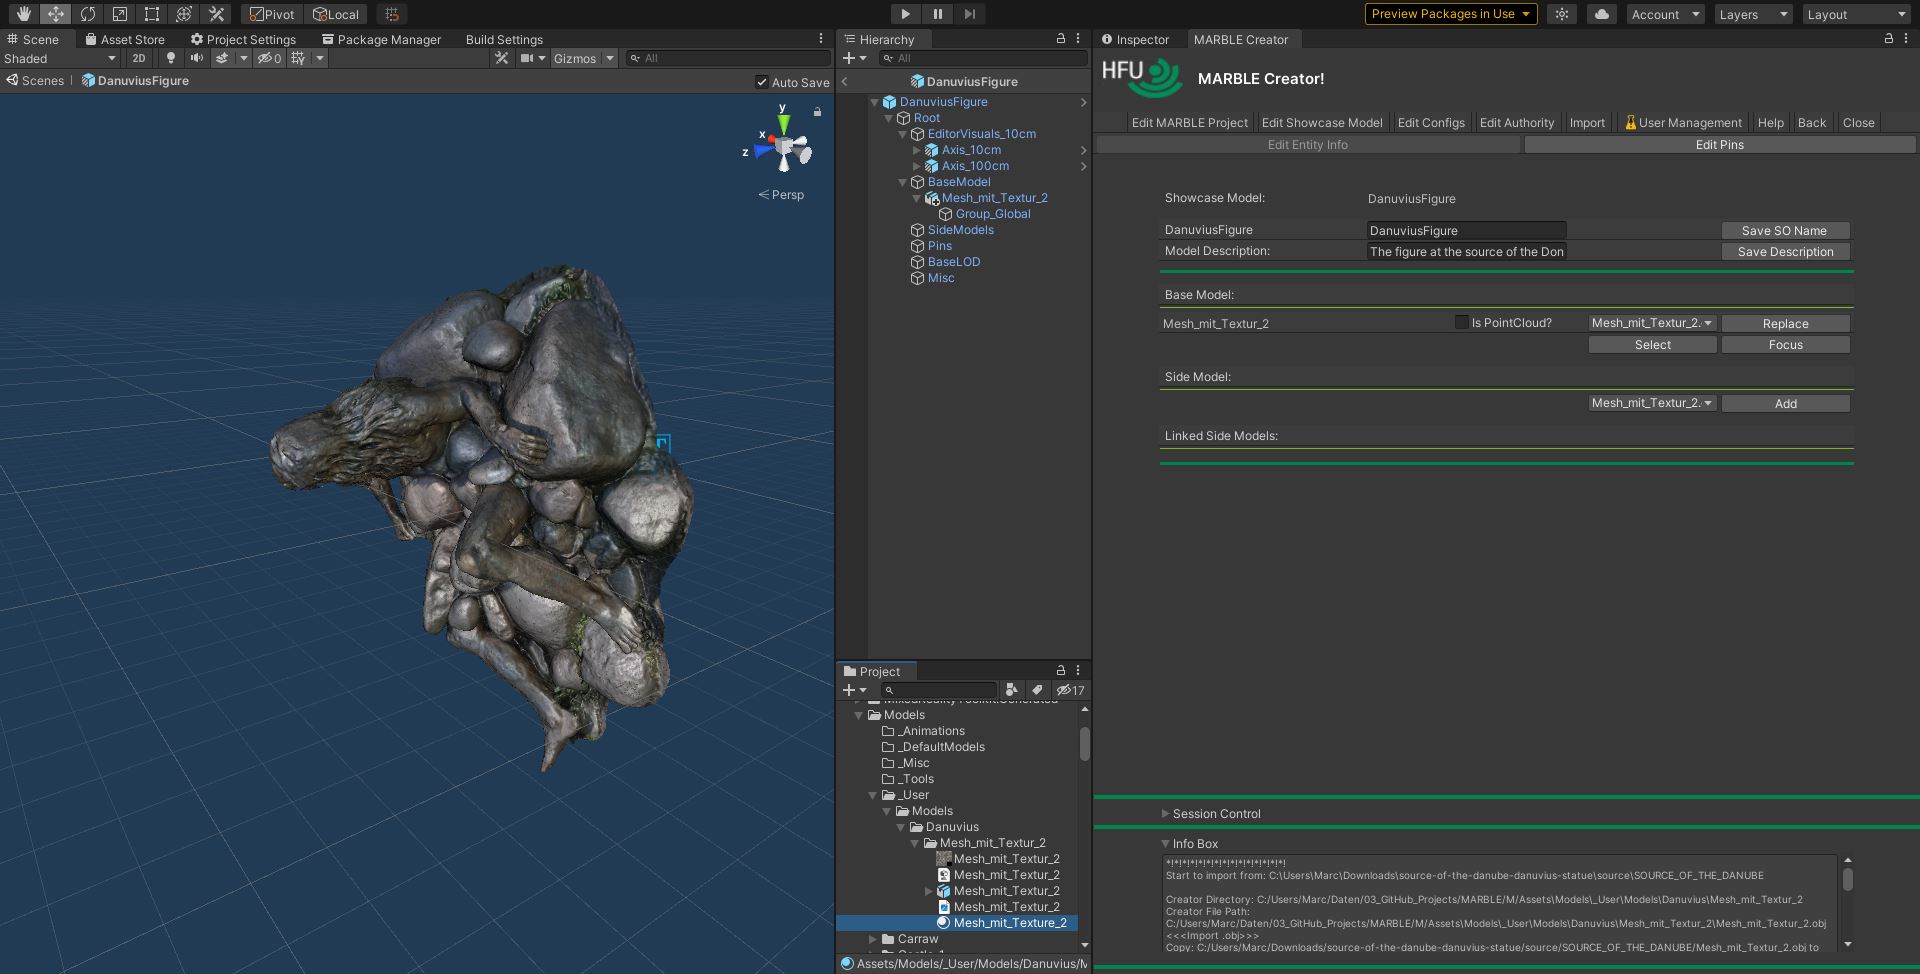 Pivot Local Preview Packages in Use Account Layers Layout
Scene Asset Store Project Settings Package Manager Build Settings
Shaded 2D 0 Gizmos All
Scenes DanuviusFigure Auto Save
y
x
z
Persp
Hierarchy
All
DanuviusFigure
DanuviusFigure
Root
EditorVisuals_10cm
Axis_10cm
Axis_100cm
BaseModel
Mesh_mit_Textur_2
Group_Global
SideModels
Pins
BaseLOD
Misc
Project
17
Models
_Animations
_DefaultModels
_Misc
_Tools
_User
Models
Danuvius
Mesh_mit_Textur_2
Mesh_mit_Textur_2
Mesh_mit_Textur_2
Mesh_mit_Textur_2
Mesh_mit_Textur_2
Mesh_mit_Texture_2
Carraw
Assets/Models/_User/Models/Danuvius/M
Inspector MARBLE Creator
HFU MARBLE Creator!
Edit MARBLE Project Edit Showcase Model Edit Configs Edit Authority Import User Management Help Back Close
Edit Entity Info Edit Pins
Showcase Model: DanuviusFigure
DanuviusFigure DanuviusFigure Save SO Name
Model Description: The figure at the source of the Don Save Description
Base Model:
Mesh_mit_Textur_2 Is PointCloud? Mesh_mit_Textur_2. Replace
Select Focus
Side Model:
Mesh_mit_Textur_2. Add
Linked Side Models:
Session Control
Info Box
*!*!*!*!*!*!*!*!*!*!*!*!*!*!*!
Start to import from: C:\Users\Marc\Downloads\source-of-the-danube-danuvius-statue\source\SOURCE_OF_THE_DANUBE
Creator Directory: C:/Users/Marc/Daten/03_GitHub_Projects/MARBLE/M/Assets\Models\_User\Models\Danuvius\Mesh_mit_Textur_2
Creator File Path:
C:/Users/Marc/Daten/03_GitHub_Projects/MARBLE/M/Assets\Models\_User\Models\Danuvius\Mesh_mit_Textur_2\Mesh_mit_Textur_2.obj
<<<Import .obj>>>
Copy: C:/Users/Marc/Downloads/source-of-the-danube-danuvius-statue/source/SOURCE_OF_THE_DANUBE/Mesh_mit_Textur_2.obj to